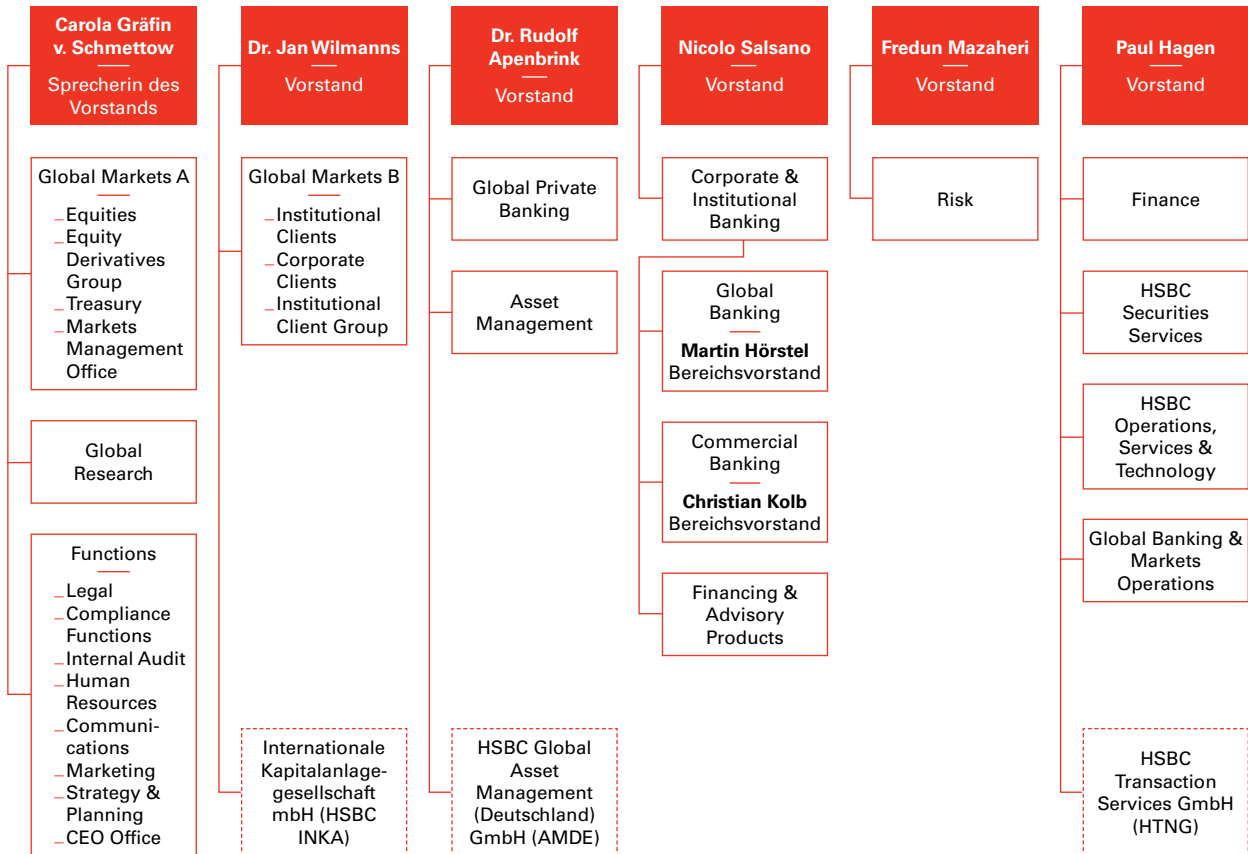 Carola Gräfin
v. Schmettow
Sprecherin des
Vorstands
Global Markets A
Equities
Equity
Derivatives
Group
Treasury
Markets
Management
Office
Global
Research
Functions
Legal
Compliance
Functions
Internal Audit
Human
Resources
Communi-
cations
Marketing
Strategy &
Planning
CEO Office
Dr. Jan Wilmanns
Vorstand
Global Markets B
Institutional
Clients
Corporate
Clients
Institutional
Client Group
Internationale
Kapitalanlage-
gesellschaft
mbH (HSBC
INKA)
Dr. Rudolf
Apenbrink
Vorstand
Global Private
Banking
Asset
Management
HSBC Global
Asset
Management
(Deutschland)
GmbH (AMDE)
Nicolo Salsano
Vorstand
Corporate &
Institutional
Banking
Global
Banking
Martin Hörstel
Bereichsvorstand
Commercial
Banking
Christian Kolb
Bereichsvorstand
Financing &
Advisory
Products
Fredun Mazaheri
Vorstand
Risk
Paul Hagen
Vorstand
Finance
HSBC
Securities
Services
HSBC
Operations,
Services &
Technology
Global Banking &
Markets
Operations
HSBC
Transaction
Services GmbH
(HTNG)